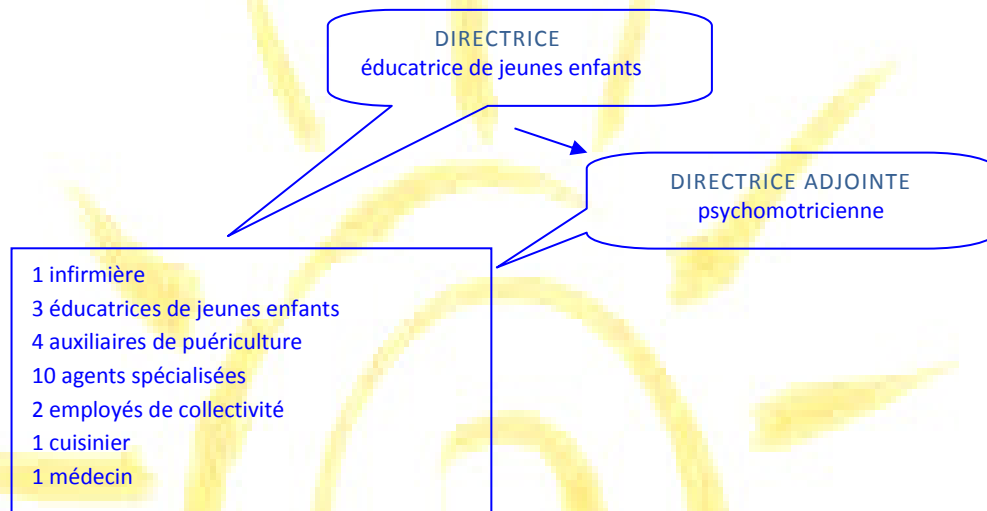 DIRECTRICE
éducatrice de jeunes enfants
DIRECTRICE ADJOINTE
psychomotricienne
1 infirmière
3 éducatrices de jeunes enfants
4 auxiliaires de puériculture
10 agents spécialisées
2 employés de collectivité
1 cuisinier
1 médecin